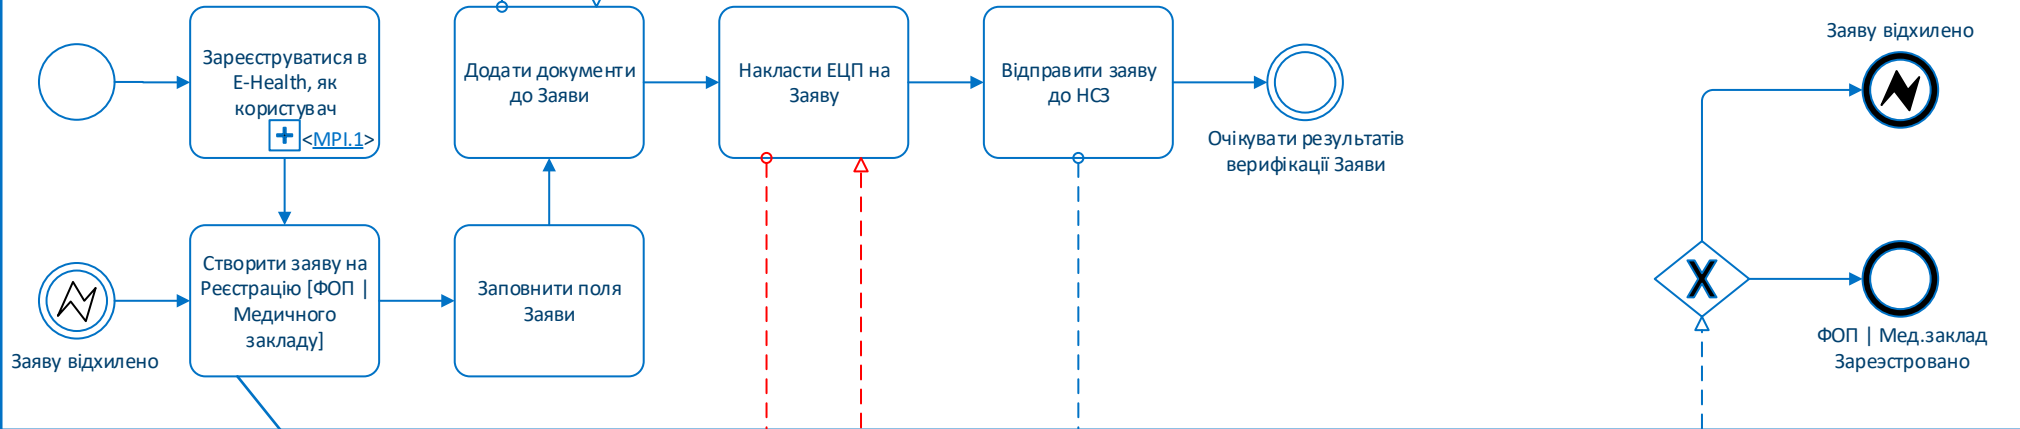 Зареєструватися в
E-Health, як
користувач
<MPI.1>
Додати документи
до Заяви
Накласти ЕЦП на
Заяву
Відправити заяву
до НСЗ
Очікувати результатів
верифікації Заяви
Заяву відхилено
Заяву відхилено
Створити заяву на
Реєстрацію [ФОП |
Медичного
закладу]
Заповнити поля
Заяви
X
ФОП | Мед.заклад
Зареэстровано